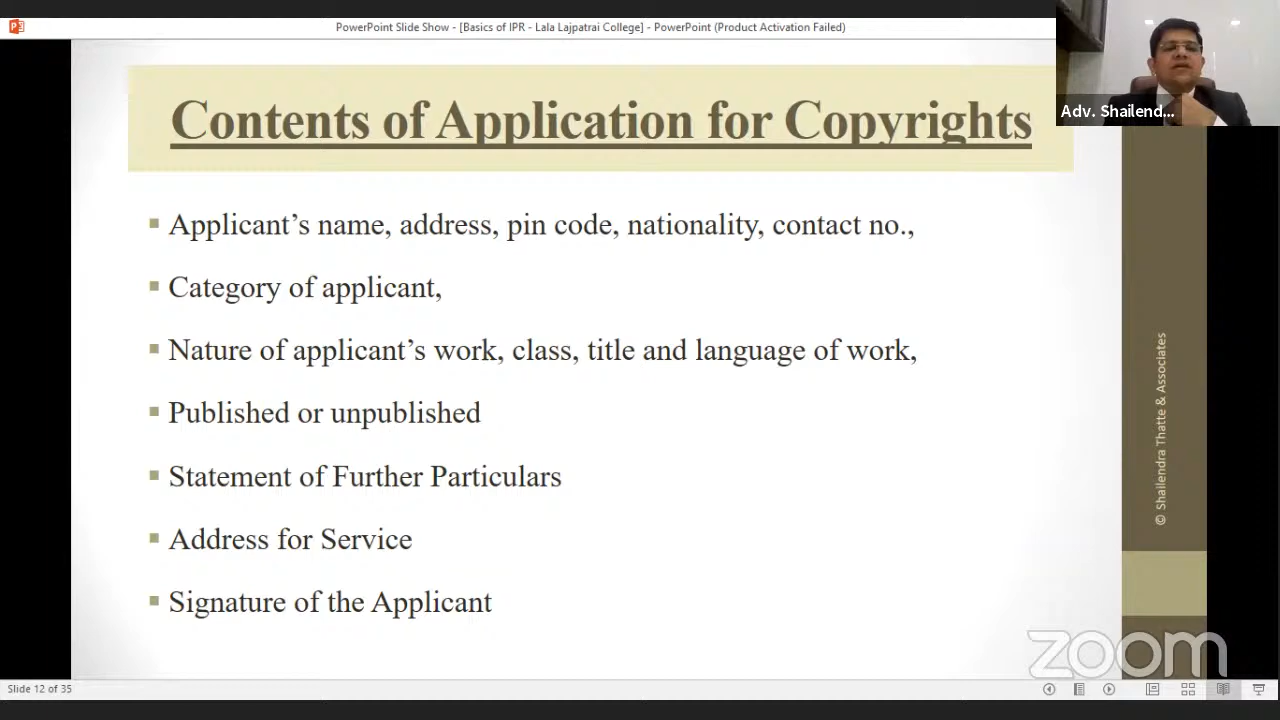 PowerPoint Slide Show - [Basics of IPR - Lala Lajpatrai College] - PowerPoint (Product Activation Failed)
Adv. Shailend...
Contents of Application for Copyrights
Applicant’s name, address, pin code, nationality, contact no.,
Category of applicant,
Nature of applicant’s work, class, title and language of work,
Published or unpublished
Statement of Further Particulars
Address for Service
Signature of the Applicant
© Shailendra Thatte & Associates
zoom
Slide 12 of 35